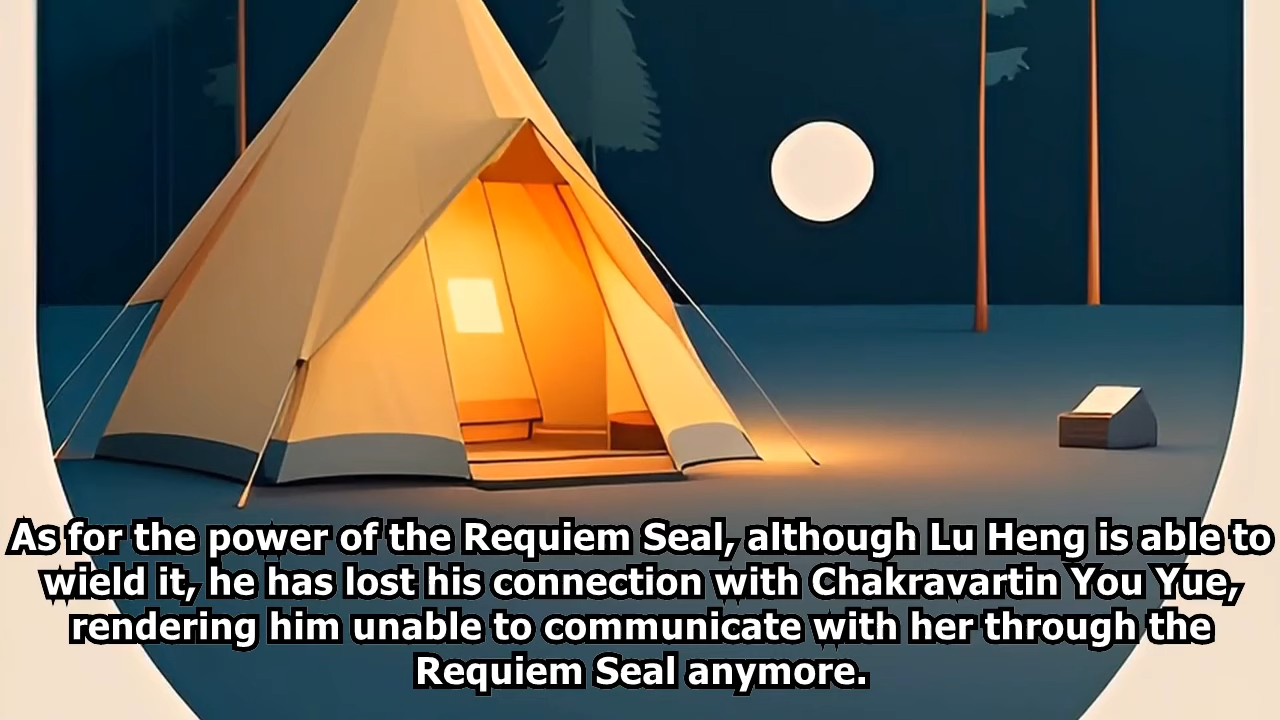 As for the power of the Requiem Seal, although Lu Heng is able to
wield it, he has lost his connection with Chakravartin You Yue,
rendering him unable to communicate with her through the
Requiem Seal anymore.